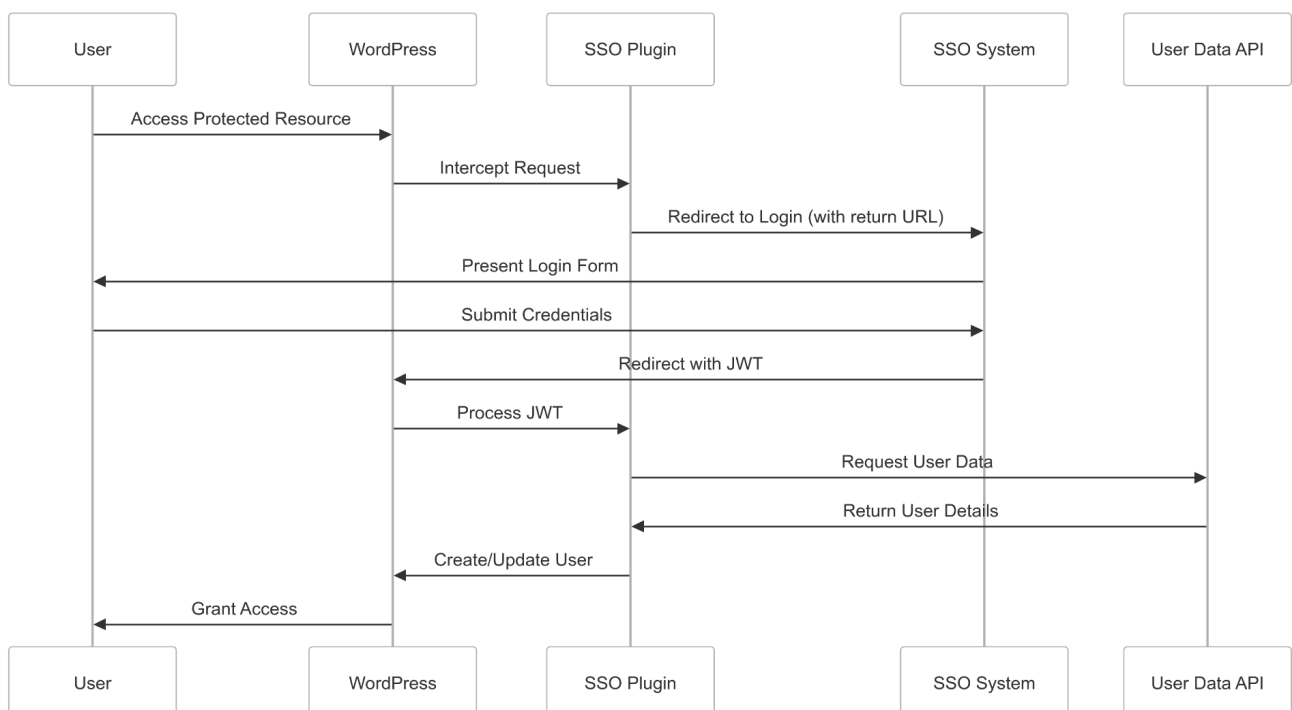 User
WordPress
SSO Plugin
SSO System
User Data API
Access Protected Resource
Intercept Request
Redirect to Login (with return URL)
Present Login Form
Submit Credentials
Redirect with JWT
Process JWT
Request User Data
Return User Details
Create/Update User
Grant Access
User
WordPress
SSO Plugin
SSO System
User Data API